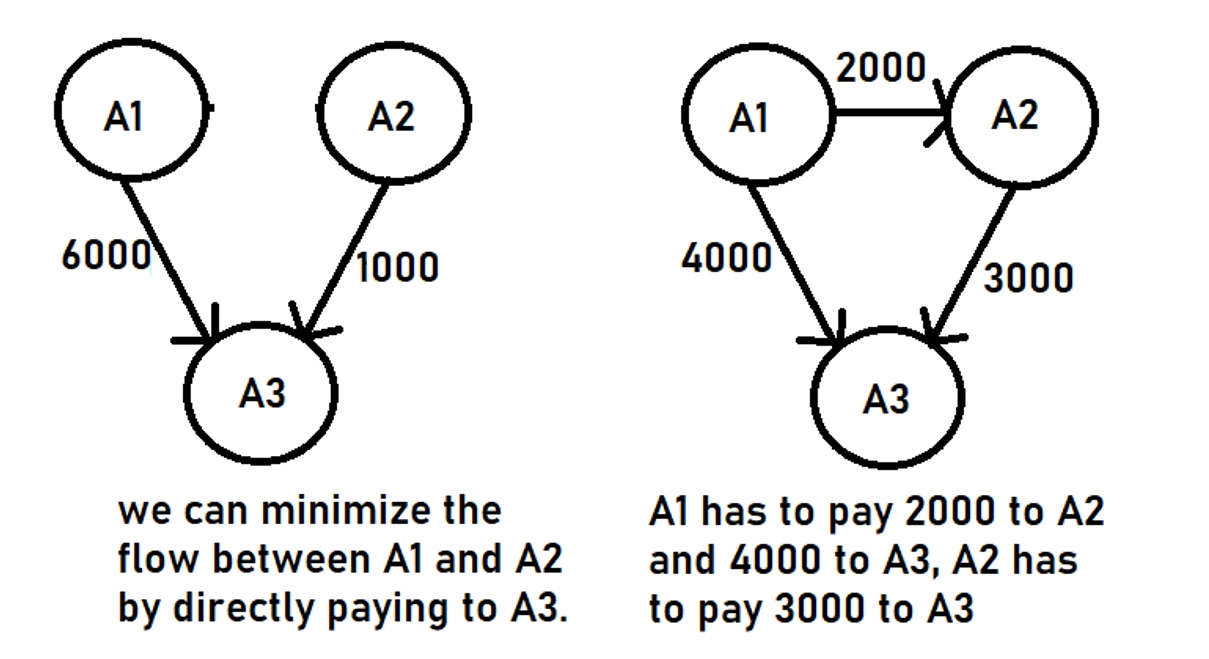 A1
A2
6000
1000
A3
we can minimize the
flow between A1 and A2
by directly paying to A3.
2000
A1
A2
4000
3000
A3
A1 has to pay 2000 to A2
and 4000 to A3, A2 has
to pay 3000 to A3